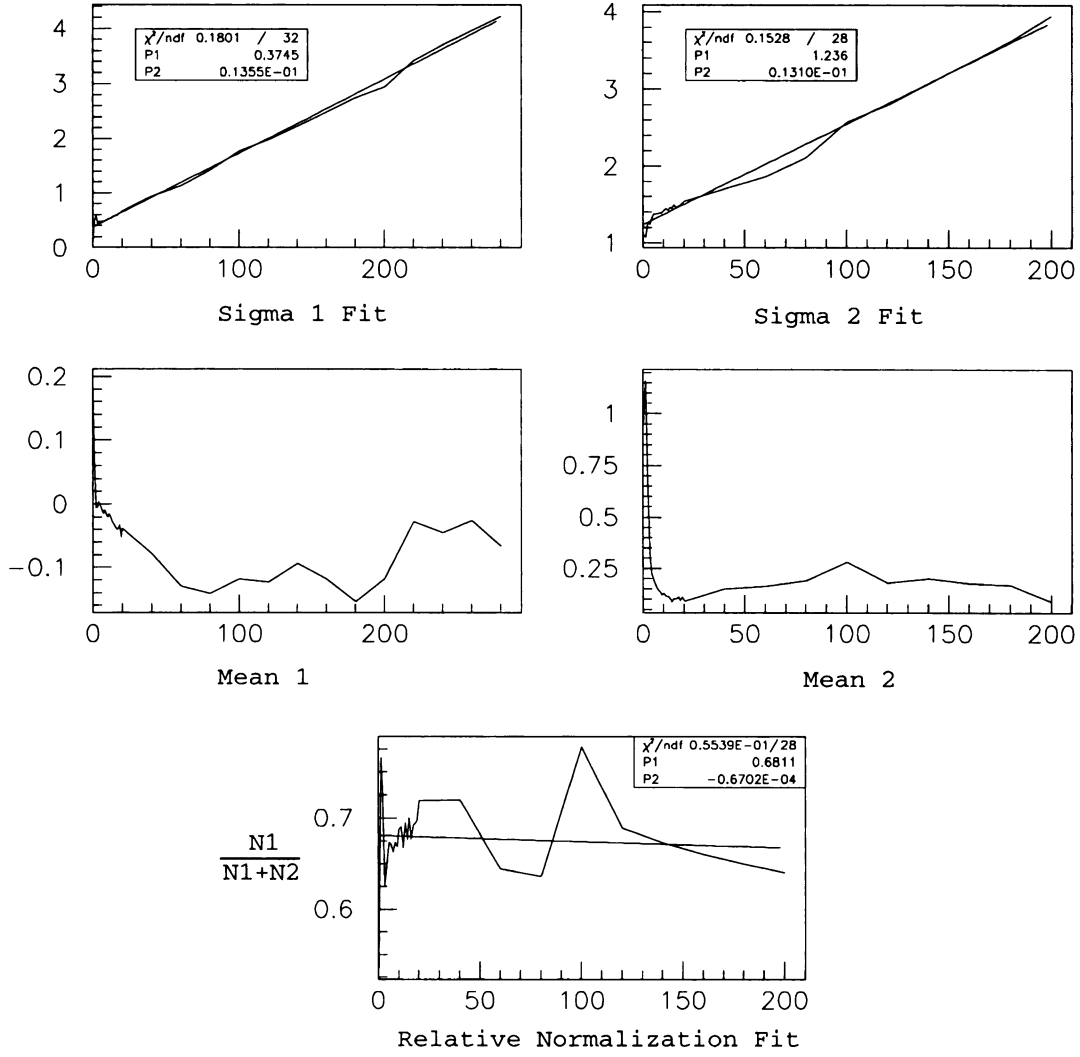 4
3
2
1
0
χ²/ndf 0.1801 / 32
P1 0.3745
P2 0.1355E-01
0 100 200
Sigma 1 Fit
4
3
2
1
χ²/ndf 0.1528 / 28
P1 1.236
P2 0.1310E-01
0 50 100 150 200
Sigma 2 Fit
0.2
0.1
0
-0.1
0 100 200
Mean 1
1
0.75
0.5
0.25
0 50 100 150 200
Mean 2
χ²/ndf 0.5539E-01/28
P1 0.6811
P2 -0.6702E-04
0.7
0.6
N1
N1+N2
0 50 100 150 200
Relative Normalization Fit